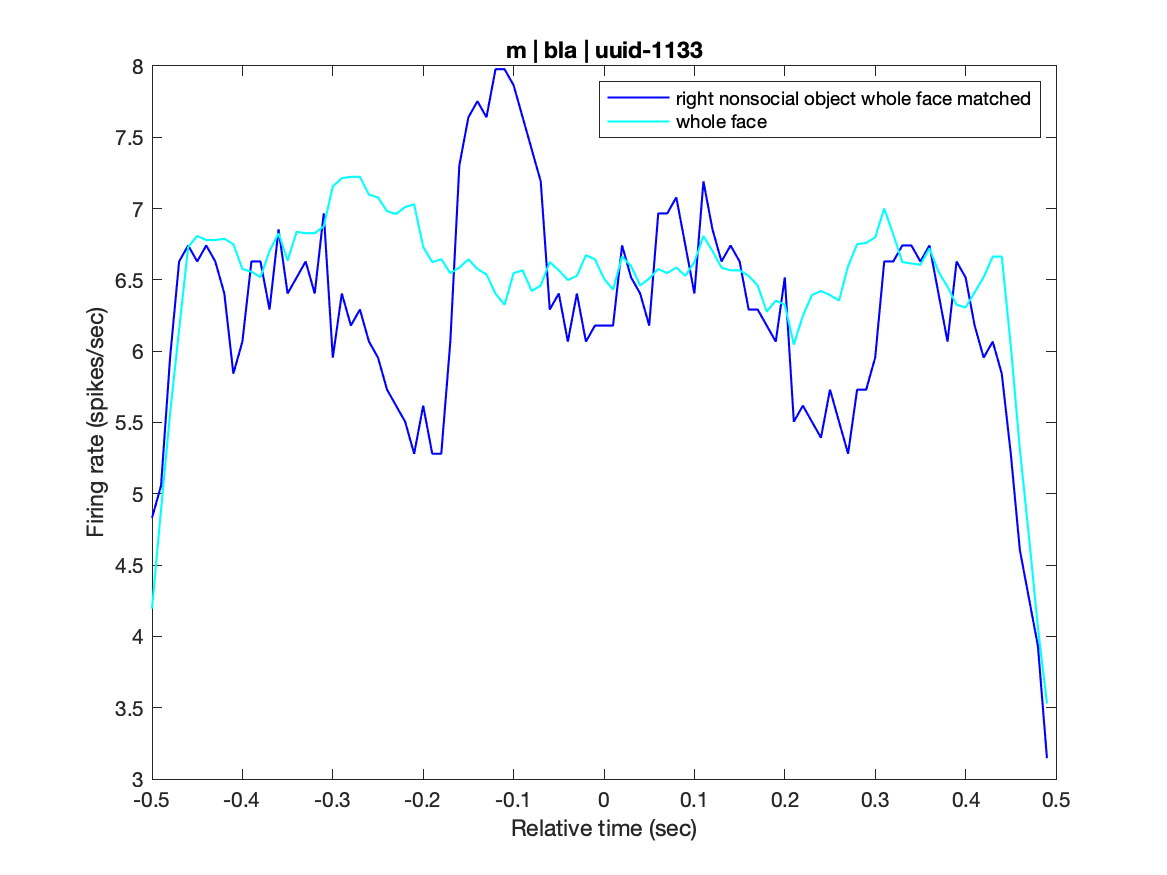 m | bla | uuid-1133
right nonsocial object whole face matched
whole face
8
7.5
7
6.5
6
5.5
5
4.5
4
3.5
3
Firing rate (spikes/sec)
-0.5 -0.4 -0.3 -0.2 -0.1 0 0.1 0.2 0.3 0.4 0.5
Relative time (sec)